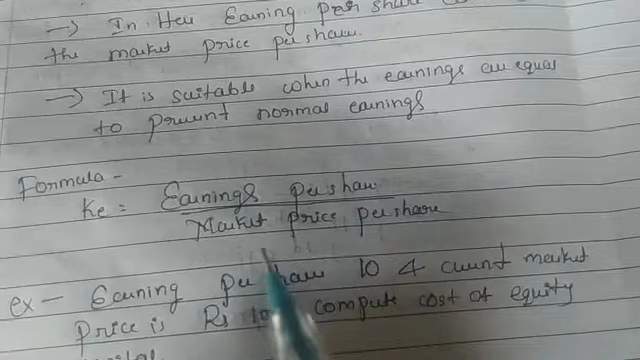 → In Her Earning per share
the market price per share.
→ It is suitable when the earnings are equal
to present normal earnings
Formula -
Ke = Earnings per share
Market price per share
ex - Earning per share 10 & current market
price is Rs compute cost of equity